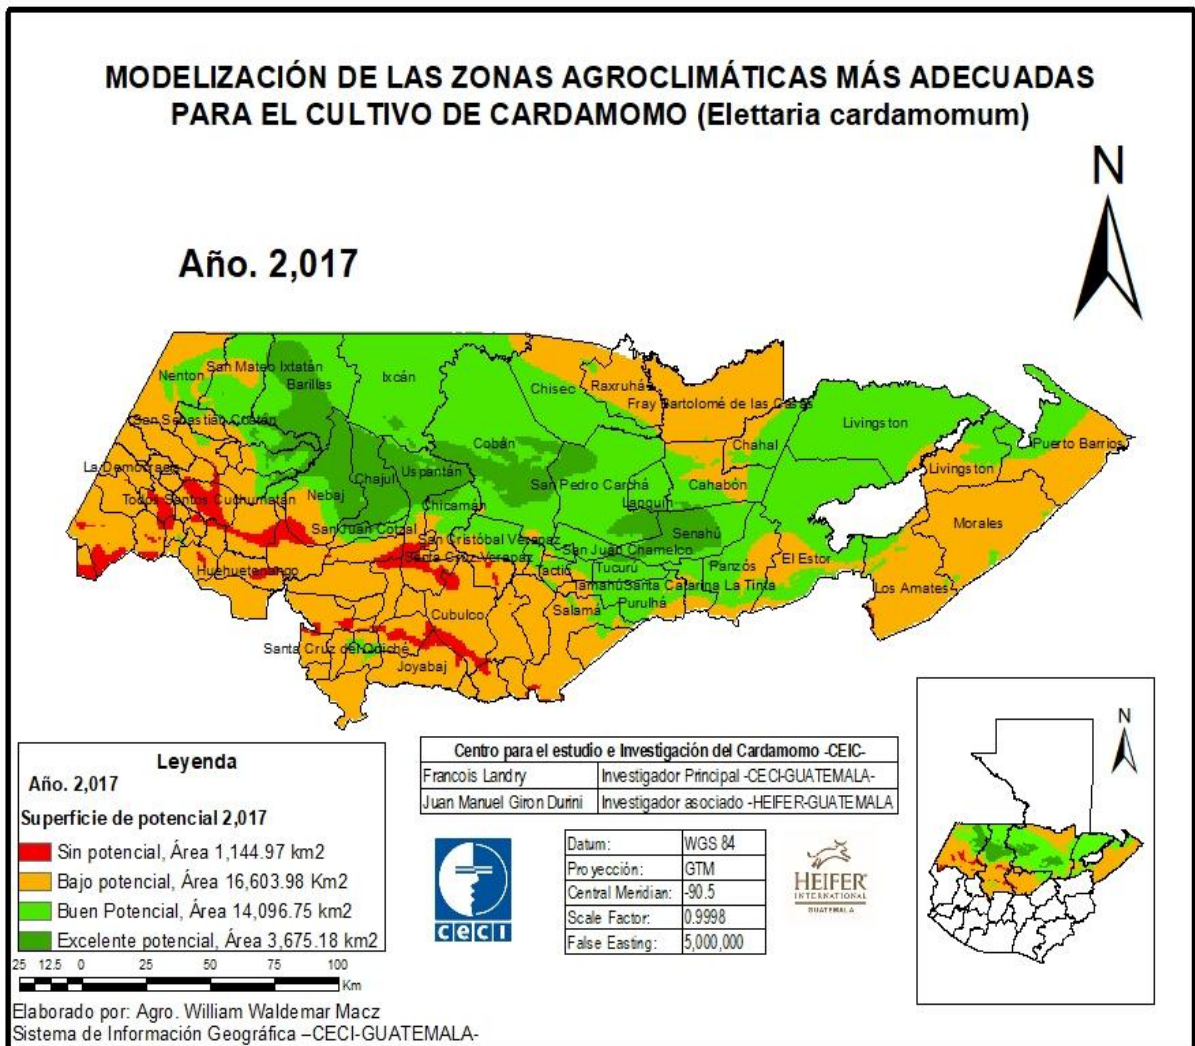 MODELIZACIÓN DE LAS ZONAS AGROCLIMÁTICAS MÁS ADECUADAS
PARA EL CULTIVO DE CARDAMOMO (Elettaria cardamomum)
N
Año. 2,017
San Mateo Ixtatán
Nenton
Barillas
Ixcán
Chisec
Raxruhá
Fray Bartolomé de las Casas
San Sebastián Coatán
Livingston
Cobán
Chahal
Puerto Barrios
La Democracia
Uspantán
Livingston
Chajul
San Pedro Carchá
Cahabón
Todos Santos Cuchumatán
Nebaj
Chicamán
Lanquín
Morales
San Juan Cotzal
San Cristóbal Verapaz
Senahú
Santa Cruz Verapaz
San Juan Chamelco
El Estor
Huehuetenango
Tactic
Tucurú
Panzós
Tamahú
Santa Catarina La Tinta
Los Amates
Cubulco
Salamá
Purulhá
Santa Cruz del Quiché
Joyabaj
Leyenda
Año. 2,017
Superficie de potencial 2,017
Sin potencial, Área 1,144.97 km2
Bajo potencial, Área 16,603.98 Km2
Buen Potencial, Área 14,096.75 km2
Excelente potencial, Área 3,675.18 km2
25 12.5 0 25 50 75 100
Km
Elaborado por: Agro. William Waldemar Macz
Sistema de Información Geográfica –CECI-GUATEMALA-
Centro para el estudio e Investigación del Cardamomo -CEIC-
Francois Landry Investigador Principal -CECI-GUATEMALA-
Juan Manuel Giron Durini Investigador asociado -HEIFER-GUATEMALA
ceci
Datum: WGS 84
Proyección: GTM
Central Meridian: -90.5
Scale Factor: 0.9998
False Easting: 5,000,000
HEIFER
INTERNATIONAL
GUATEMALA
N